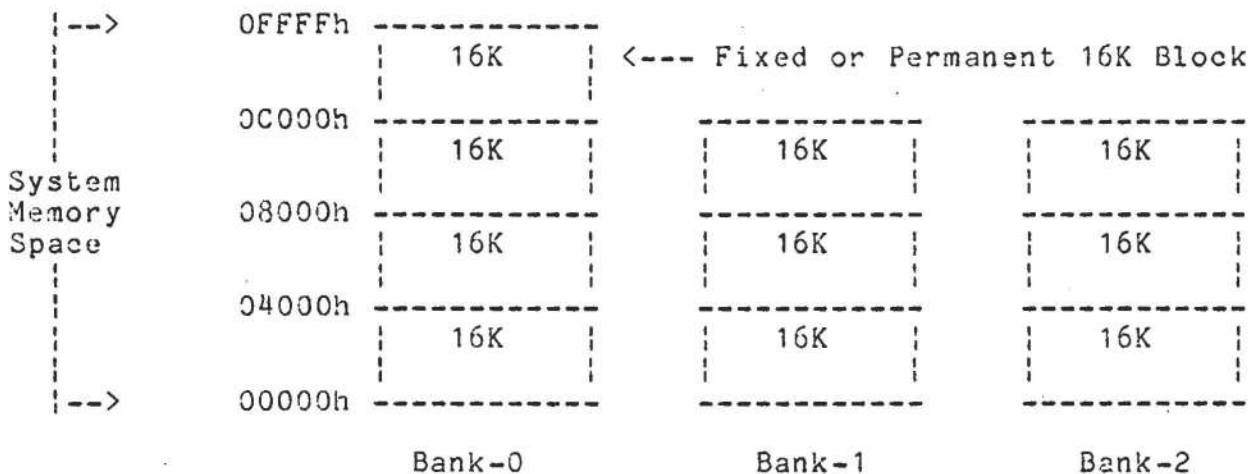 0FFFFh
16K <--- Fixed or Permanent 16K Block
0C000h
16K 16K 16K
System
Memory 08000h
Space 16K 16K 16K
04000h
16K 16K 16K
00000h
Bank-0 Bank-1 Bank-2